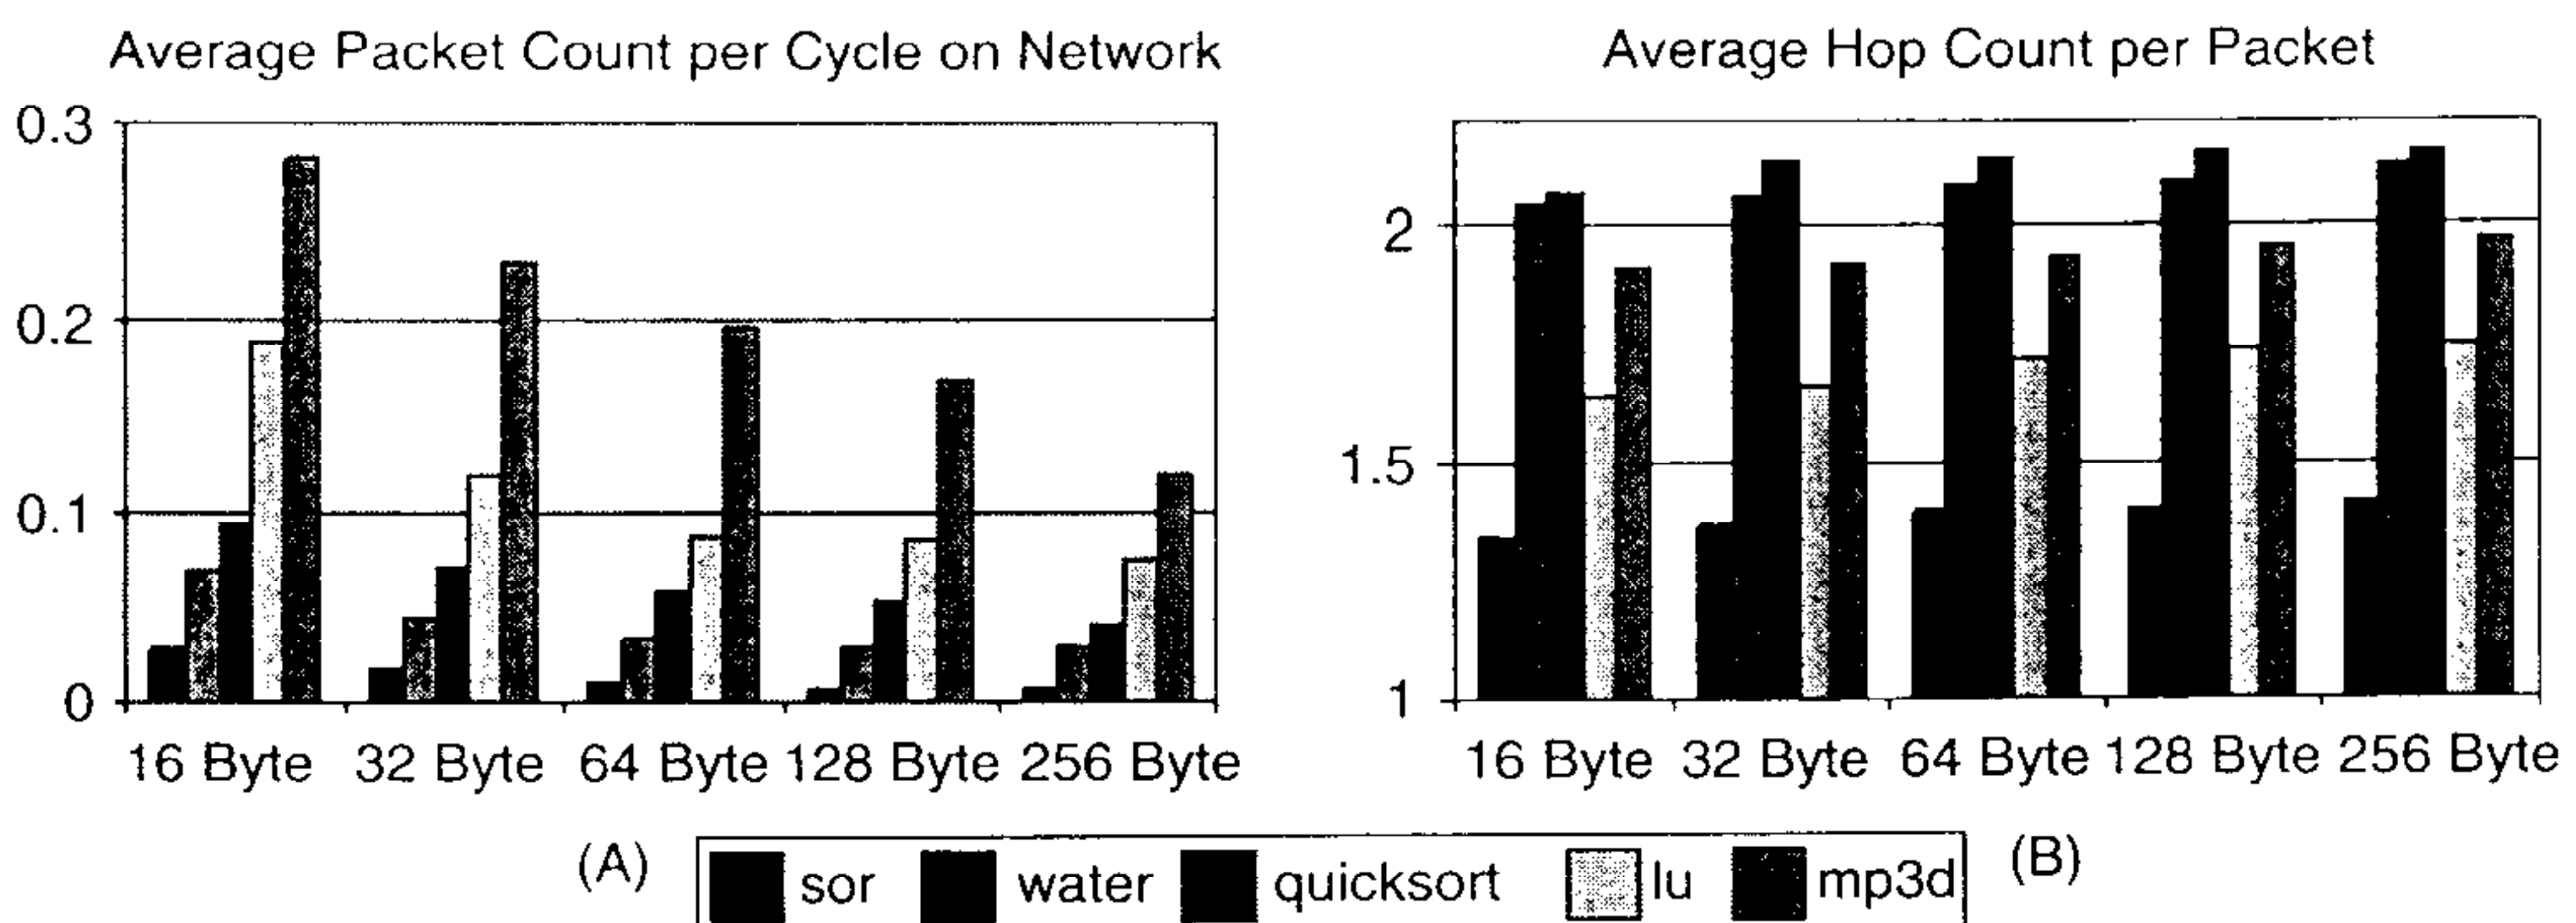 Average Packet Count per Cycle on Network
0.3
0.2
0.1
0
16 Byte 32 Byte 64 Byte 128 Byte 256 Byte
Average Hop Count per Packet
2
1.5
1
16 Byte 32 Byte 64 Byte 128 Byte 256 Byte
(A)
sor water quicksort lu mp3d
(B)